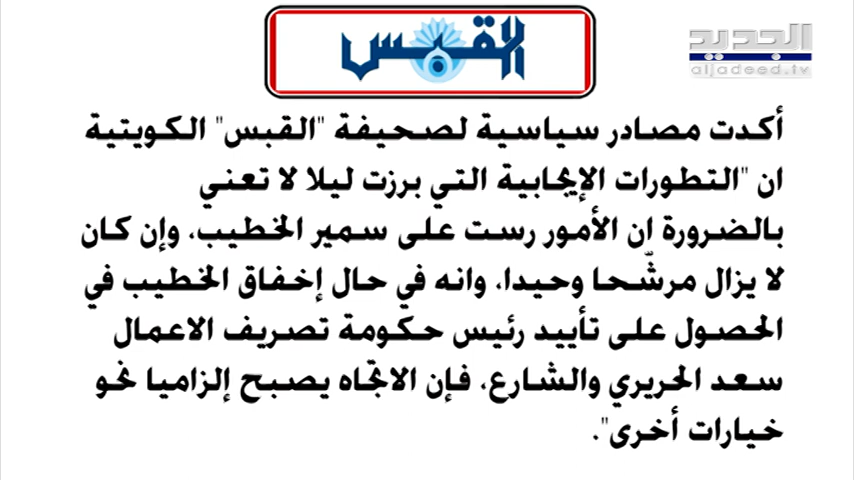 القبس
الجديد
aljadeed.tv
أكدت مصادر سياسية لصحيفة "القبس" الكويتية
ان "التطورات الإيجابية التي برزت ليلا لا تعني
بالضرورة ان الأمور رست على سمير الخطيب، وإن كان
لا يزال مرشّحا وحيدا، وانه في حال إخفاق الخطيب في
الحصول على تأييد رئيس حكومة تصريف الاعمال
سعد الحريري والشارع، فإن الاتجاه يصبح إلزاميا نحو
خيارات أخرى".